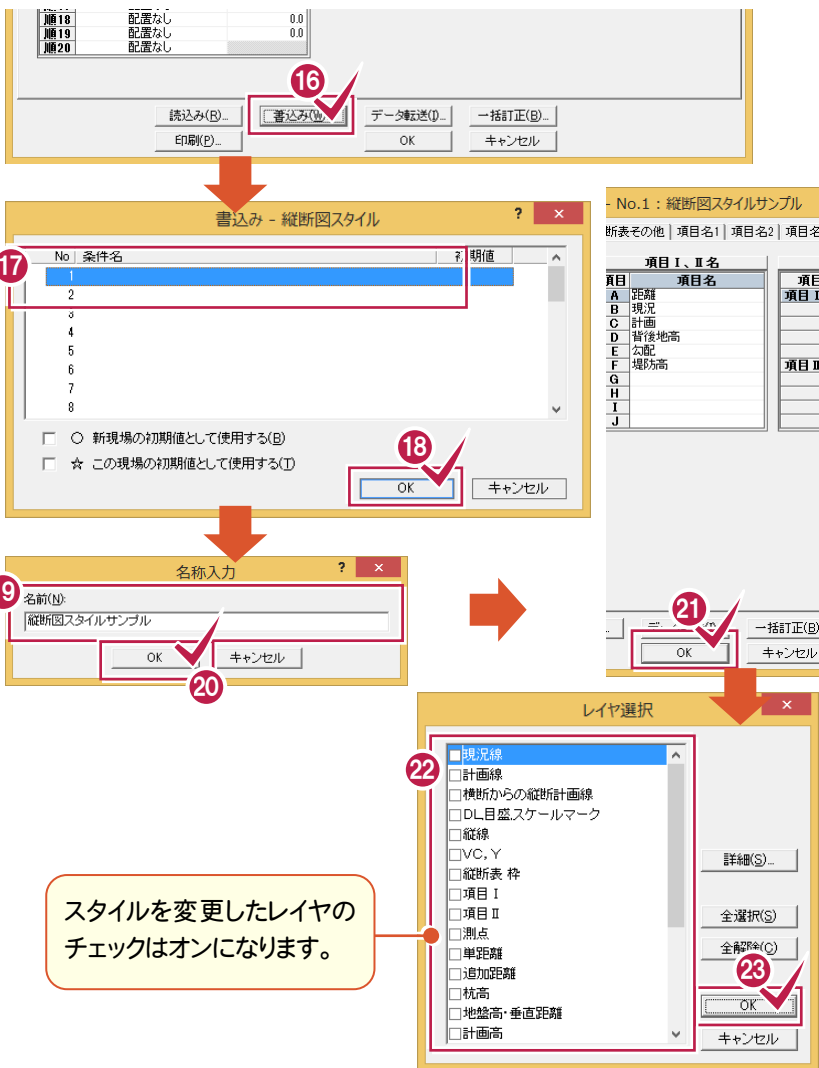 順18 配置なし 0.0
順19 配置なし 0.0
順20 配置なし
16
読込み(R)... 書込み(W)... データ転送(I)... 一括訂正(B)...
印刷(P)... OK キャンセル
書込み - 縦断図スタイル ? ×
17
No 条件名 初期値
1
2
3
4
5
6
7
8
○ 新現場の初期値として使用する(B)
☆ この現場の初期値として使用する(T)
18
OK キャンセル
- No.1:縦断図スタイルサンプル
断表その他 項目名1 項目名2 項目名
項目Ⅰ、Ⅱ名
項目 項目名 項目
A 距離 項目Ⅰ
B 現況
C 計画
D 背後地高
E 勾配
F 堤防高 項目Ⅱ
G
H
I
J
名称入力 ? ×
9
名前(N):
縦断図スタイルサンプル
OK キャンセル
20
21
一括訂正(B)
OK キャンセル
レイヤ選択 ×
22
現況線
計画線
横断からの縦断計画線
DL目盛,スケールマーク
縦線
VC,Y
縦断表 枠
項目Ⅰ
項目Ⅱ
測点
単距離
追加距離
杭高
地盤高・垂直距離
計画高
詳細(S)...
全選択(S)
全解除(C)
23
OK
キャンセル
スタイルを変更したレイヤの
チェックはオンになります。